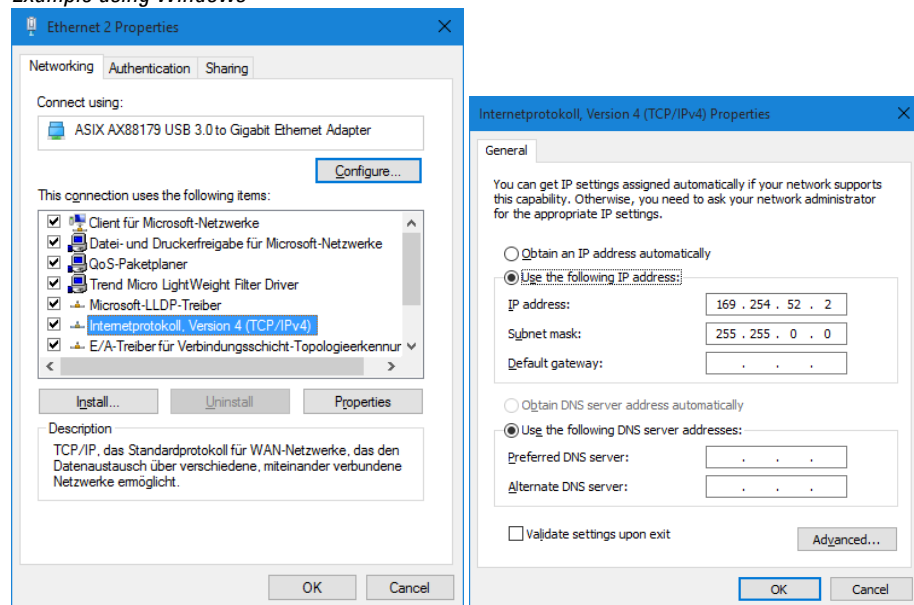 Example using Windows
Ethernet 2 Properties
Networking Authentication Sharing
Connect using:
ASIX AX88179 USB 3.0 to Gigabit Ethernet Adapter
Configure...
This connection uses the following items:
Client für Microsoft-Netzwerke
Datei- und Druckerfreigabe für Microsoft-Netzwerke
QoS-Paketplaner
Trend Micro LightWeight Filter Driver
Microsoft-LLDP-Treiber
Internetprotokoll, Version 4 (TCP/IPv4)
E/A-Treiber für Verbindungsschicht-Topologieerkennur
Install... Uninstall Properties
Description
TCP/IP, das Standardprotokoll für WAN-Netzwerke, das den
Datenaustausch über verschiedene, miteinander verbundene
Netzwerke ermöglicht.
OK Cancel
Internetprotokoll, Version 4 (TCP/IPv4) Properties
General
You can get IP settings assigned automatically if your network supports
this capability. Otherwise, you need to ask your network administrator
for the appropriate IP settings.
Obtain an IP address automatically
Use the following IP address:
IP address: 169 . 254 . 52 . 2
Subnet mask: 255 . 255 . 0 . 0
Default gateway: . . .
Obtain DNS server address automatically
Use the following DNS server addresses:
Preferred DNS server: . . .
Alternate DNS server: . . .
Validate settings upon exit
Advanced...
OK Cancel